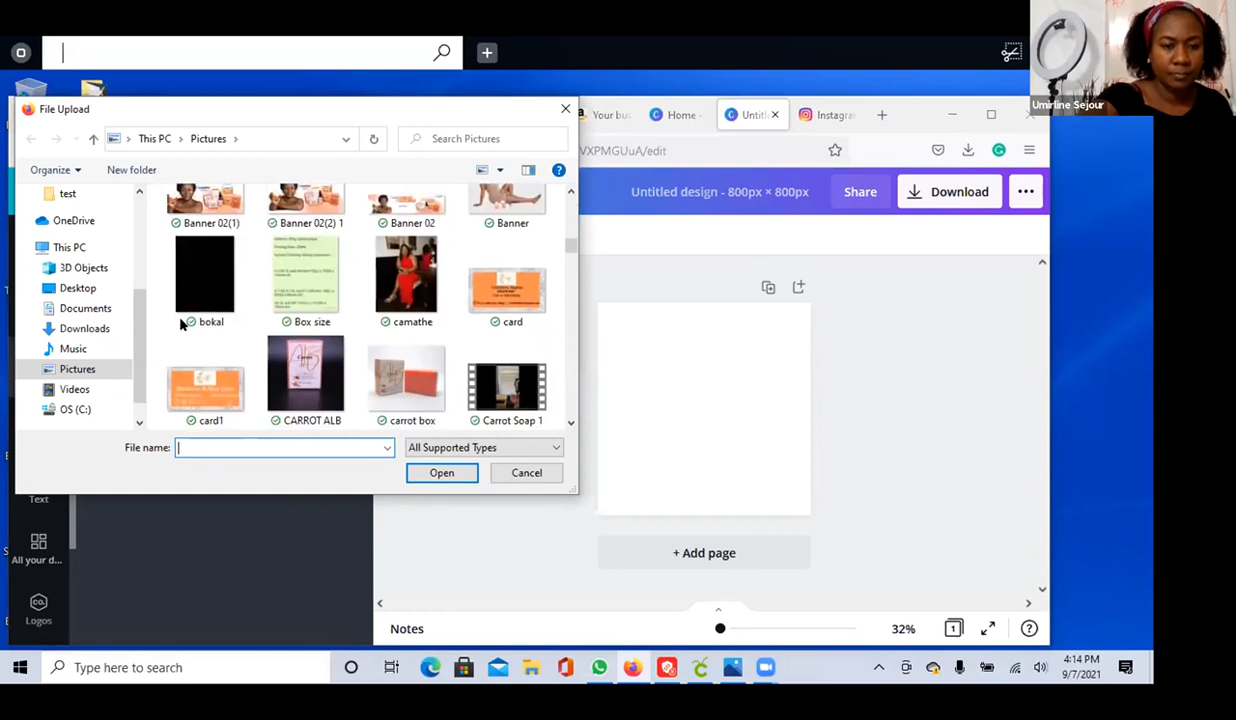 Umirline Sejour
File Upload
Your bu
Home -
Untitl
Instagra
This PC
Pictures
Search Pictures
VXPMGUuA/edit
Organize
New folder
Untitled design - 800px × 800px
Share
Download
test
OneDrive
This PC
3D Objects
Desktop
Documents
Downloads
Music
Pictures
Videos
OS (C:)
Banner 02(1)
Banner 02(2) 1
Banner 02
Banner
bokal
Box size
camathe
card
card1
CARROT ALB
carrot box
Carrot Soap 1
File name:
All Supported Types
Open
Cancel
Text
All your d...
Logos
CO.
+ Add page
Notes
32%
1
Type here to search
4:14 PM
9/7/2021